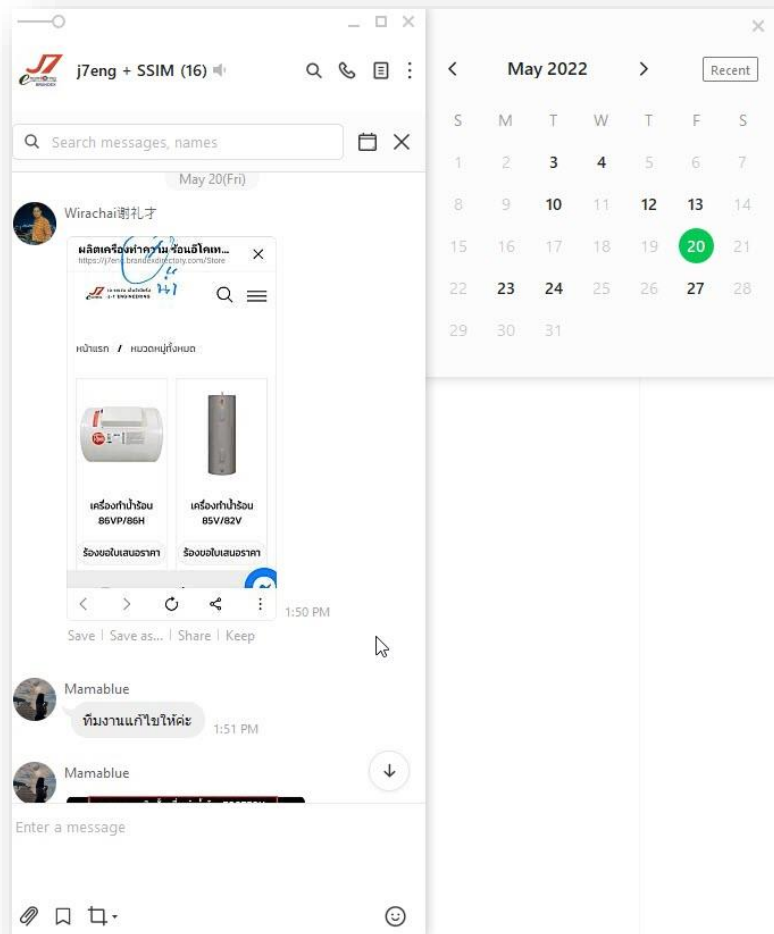 j7eng + SSIM (16)
Search messages, names
May 20(Fri)
Wirachai谢礼才
ผลิตเครื่องทำความ ร้อนฮีโคเท...
https://j7eng.brandexdirectory.com/Store
น้ำ
J-7 ENGINEERING
หน้าแรก / หมวดหมู่ทั้งหมด
เครื่องทำน้ำร้อน 86VP/86H
เครื่องทำน้ำร้อน 85V/82V
ร้องขอใบเสนอราคา ร้องขอใบเสนอราคา
1:50 PM
Save | Save as... | Share | Keep
Mamablue
ทีมงานแก้ไขให้ค่ะ
1:51 PM
Mamablue
Enter a message
May 2022
Recent
S M T W T F S
1 2 3 4 5 6 7
8 9 10 11 12 13 14
15 16 17 18 19 20 21
22 23 24 25 26 27 28
29 30 31